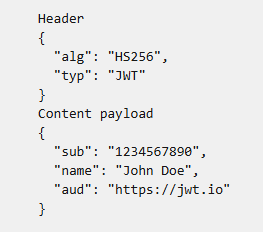 Header
{
  "alg": "HS256",
  "typ": "JWT"
}
Content payload
{
  "sub": "1234567890",
  "name": "John Doe",
  "aud": "https://jwt.io"
}